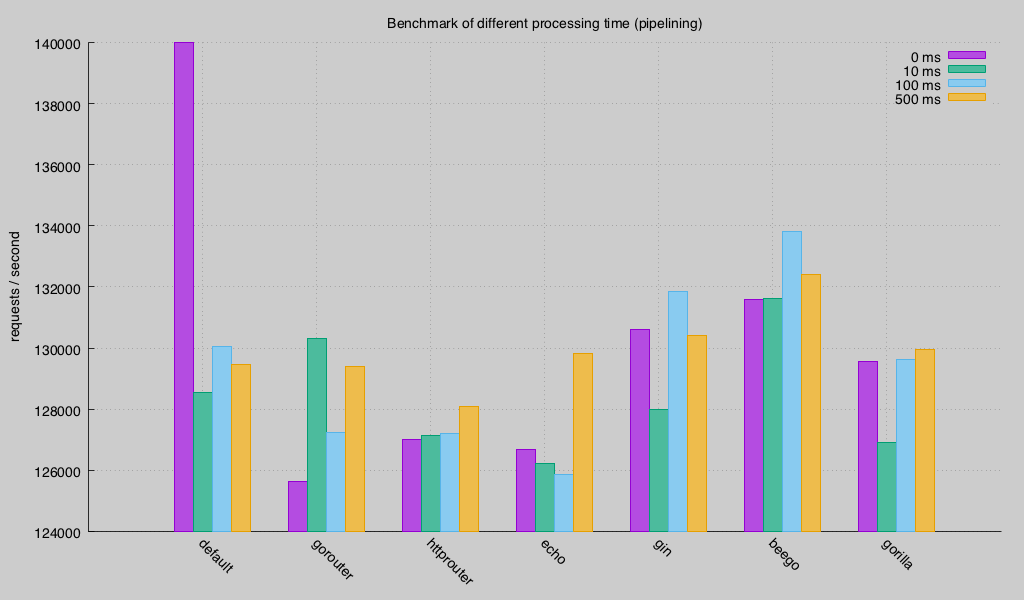 Benchmark of different processing time (pipelining)
0 ms
10 ms
100 ms
500 ms
requests / second
140000
138000
136000
134000
132000
130000
128000
126000
124000
default
gorouter
httprouter
echo
gin
beego
gorilla